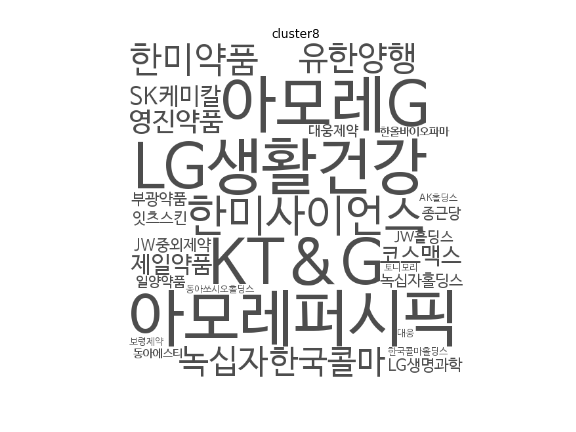 cluster8
한미약품 유한양행
SK케미칼 아모레G
영진약품 대웅제약 한올바이오파마
LG생활건강
부광약품 한미사이언스 AK홀딩스
잇츠스킨 종근당
JW중외제약 KT&G JW홀딩스
제일약품 코스맥스
토니모리
일양약품 녹십자홀딩스
동아쏘시오홀딩스
아모레퍼시픽
대웅
보령제약 녹십자 한국콜마 한국콜마홀딩스
동아에스티 LG생명과학